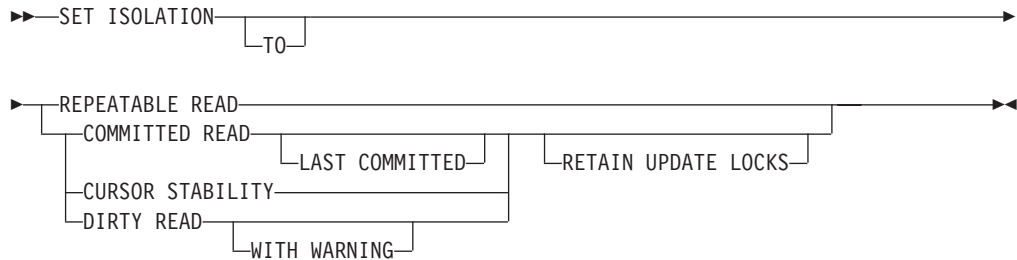 SET ISOLATION
TO
REPEATABLE READ
COMMITTED READ
LAST COMMITTED
RETAIN UPDATE LOCKS
CURSOR STABILITY
DIRTY READ
WITH WARNING